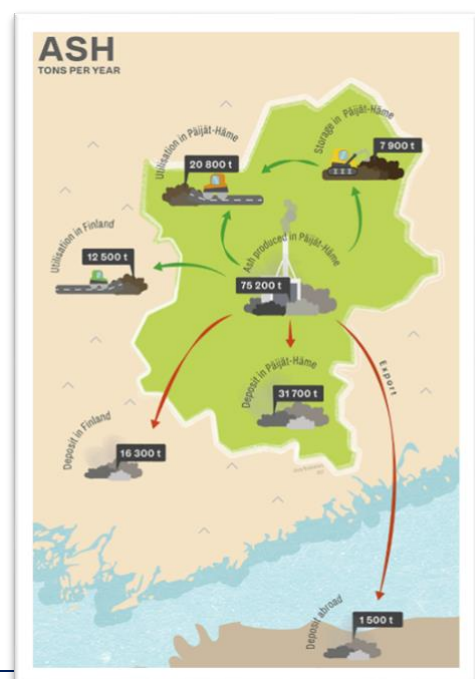 ASH
TONS PER YEAR
Utilisation in Päijät-Häme
20 800 t
Storage in Päijät-Häme
7 900 t
Utilisation in Finland
12 500 t
Ash produced in Päijät-Häme
75 200 t
Deposit in Päijät-Häme
31 700 t
Export
Deposit in Finland
16 300 t
Deposit abroad
1 500 t